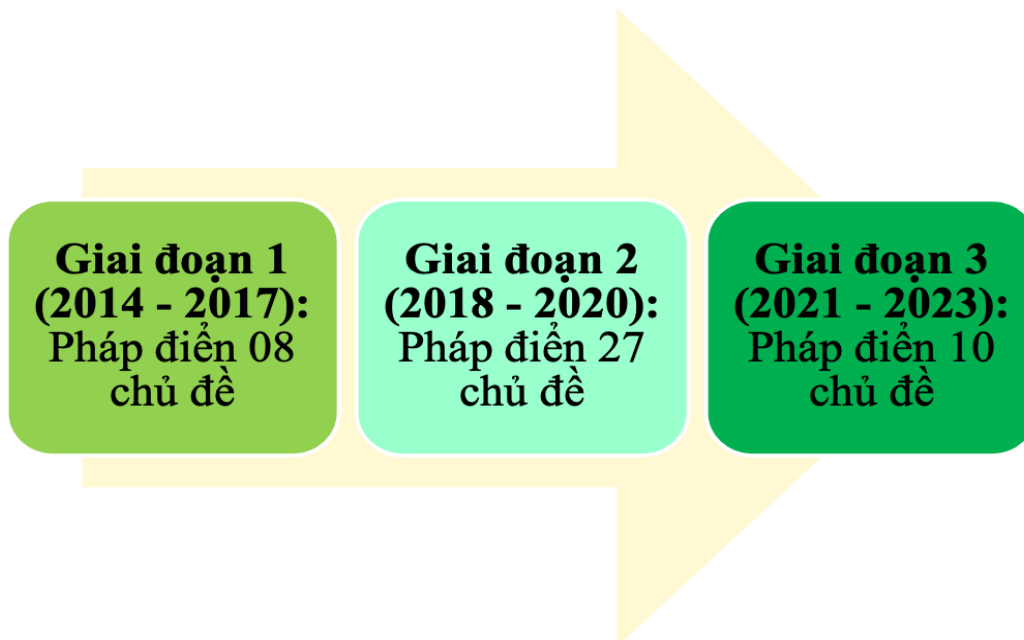 Giai đoạn 1
(2014 - 2017):
Pháp điển 08
chủ đề
Giai đoạn 2
(2018 - 2020):
Pháp điển 27
chủ đề
Giai đoạn 3
(2021 - 2023):
Pháp điển 10
chủ đề